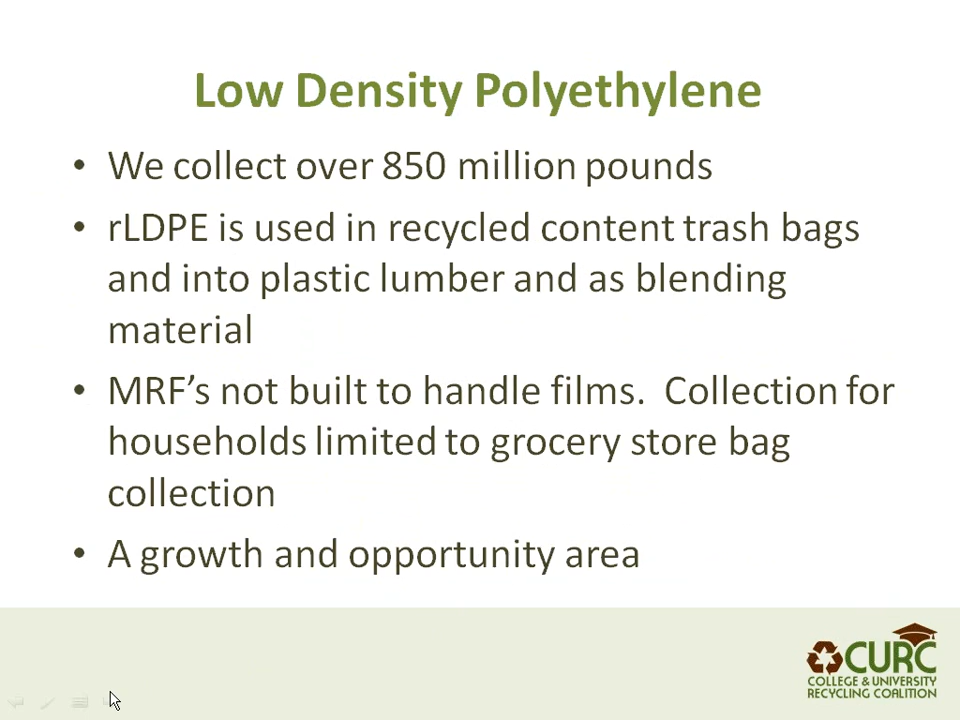 Low Density Polyethylene
• We collect over 850 million pounds
• rLDPE is used in recycled content trash bags
and into plastic lumber and as blending
material
• MRF’s not built to handle films.  Collection for
households limited to grocery store bag
collection
• A growth and opportunity area
CURC
COLLEGE & UNIVERSITY
RECYCLING COALITION